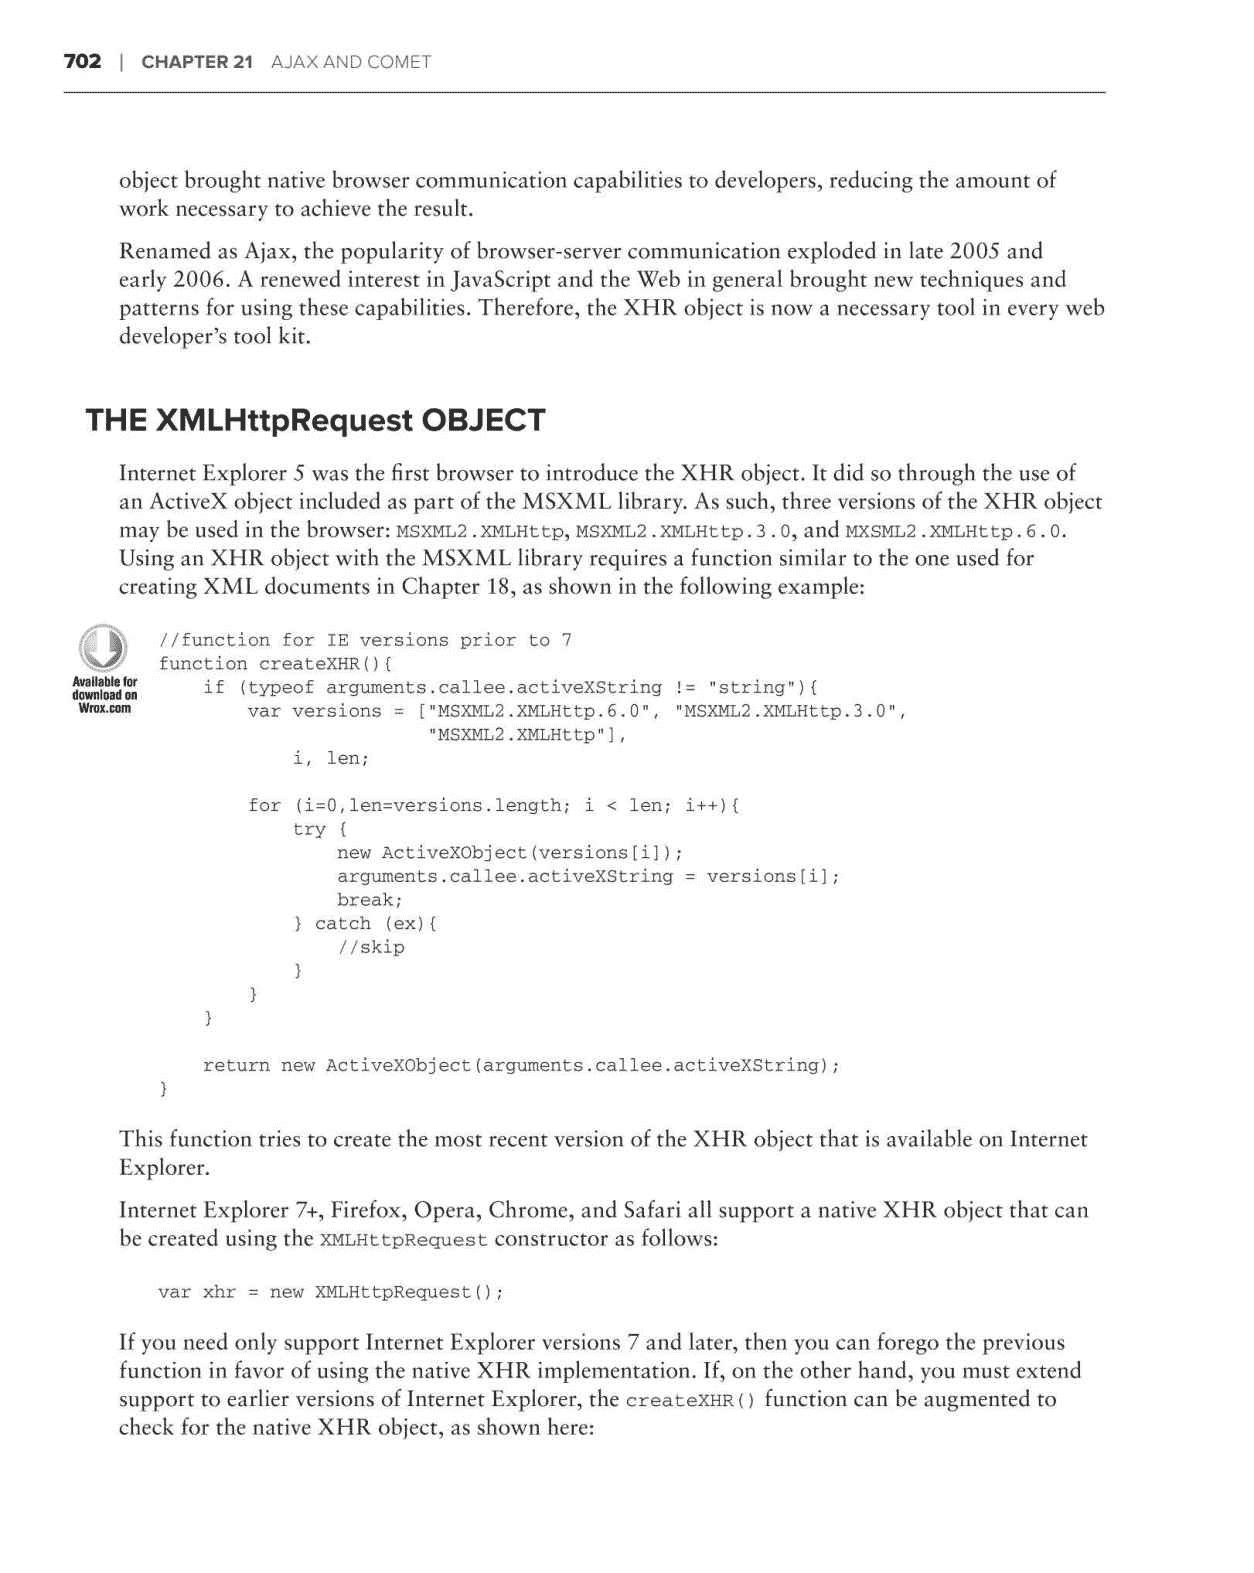 702 | CHAPTER 21 AJAX AND COMET
object brought native browser communication capabilities to developers, reducing the amount of
work necessary to achieve the result.
Renamed as Ajax, the popularity of browser-server communication exploded in late 2005 and
early 2006. A renewed interest in JavaScript and the Web in general brought new techniques and
patterns for using these capabilities. Therefore, the XHR object is now a necessary tool in every web
developer’s tool kit.
THE XMLHttpRequest OBJECT
Internet Explorer 5 was the first browser to introduce the XHR object. It did so through the use of
an ActiveX object included as part of the MSXML library. As such, three versions of the XHR object
may be used in the browser: MSXML2.XMLHttp, MSXML2.XMLHttp.3.0, and MXSML2.XMLHttp.6.0.
Using an XHR object with the MSXML library requires a function similar to the one used for
creating XML documents in Chapter 18, as shown in the following example:
Available for
download on
Wrox.com
//function for IE versions prior to 7
function createXHR(){
    if (typeof arguments.callee.activeXString != "string"){
        var versions = ["MSXML2.XMLHttp.6.0", "MSXML2.XMLHttp.3.0",
                        "MSXML2.XMLHttp"],
            i, len;
        for (i=0,len=versions.length; i < len; i++){
            try {
                new ActiveXObject(versions[i]);
                arguments.callee.activeXString = versions[i];
                break;
            } catch (ex){
                //skip
            }
        }
    }
    return new ActiveXObject(arguments.callee.activeXString);
}
This function tries to create the most recent version of the XHR object that is available on Internet
Explorer.
Internet Explorer 7+, Firefox, Opera, Chrome, and Safari all support a native XHR object that can
be created using the XMLHttpRequest constructor as follows:
var xhr = new XMLHttpRequest();
If you need only support Internet Explorer versions 7 and later, then you can forego the previous
function in favor of using the native XHR implementation. If, on the other hand, you must extend
support to earlier versions of Internet Explorer, the createXHR() function can be augmented to
check for the native XHR object, as shown here: